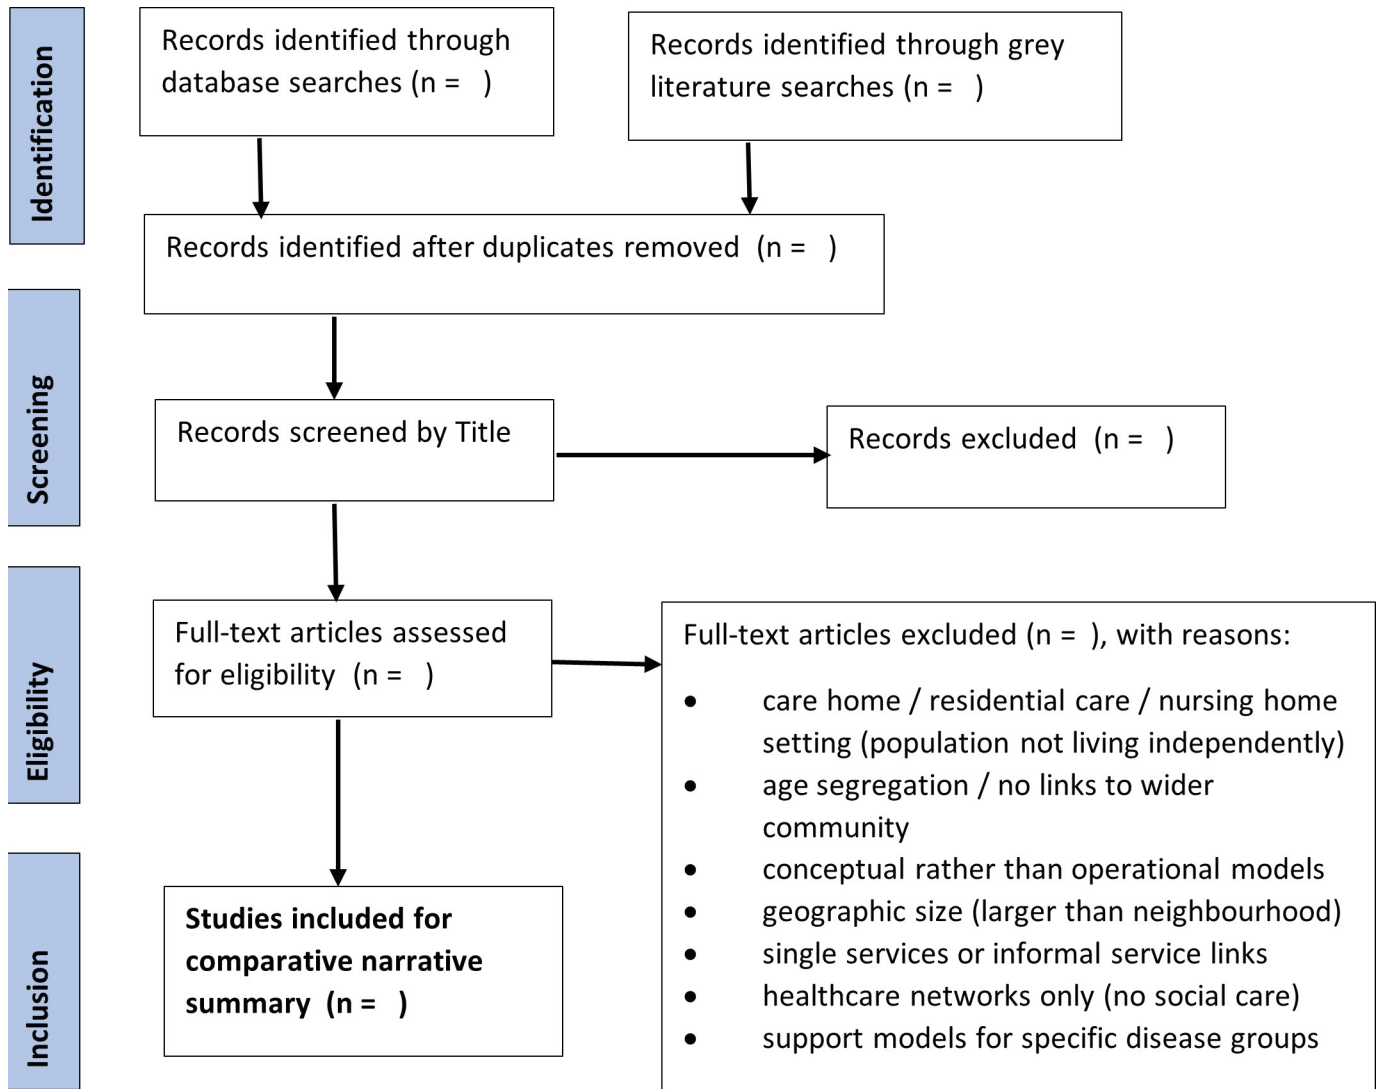 Identification
Records identified through
database searches (n =   )
Records identified through grey
literature searches (n =   )
Records identified after duplicates removed  (n =   )
Screening
Records screened by Title
Records excluded  (n =   )
Eligibility
Full-text articles assessed
for eligibility  (n =   )
Full-text articles excluded (n =  ), with reasons:
• care home / residential care / nursing home
setting (population not living independently)
• age segregation / no links to wider
community
• conceptual rather than operational models
• geographic size (larger than neighbourhood)
• single services or informal service links
• healthcare networks only (no social care)
• support models for specific disease groups
Inclusion
Studies included for
comparative narrative
summary  (n =   )